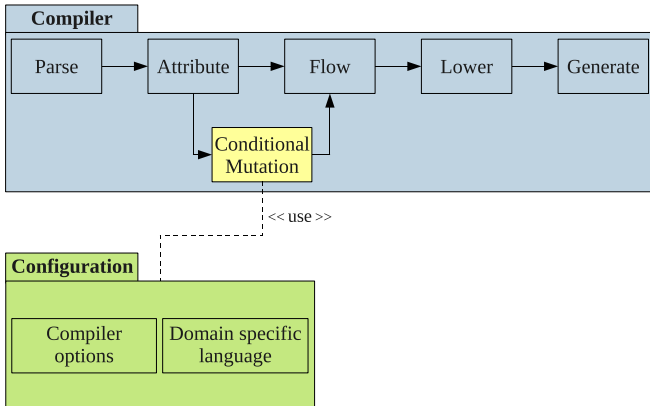 Compiler
Parse
Attribute
Flow
Lower
Generate
Conditional
Mutation
<< use >>
Configuration
Compiler
options
Domain specific
language